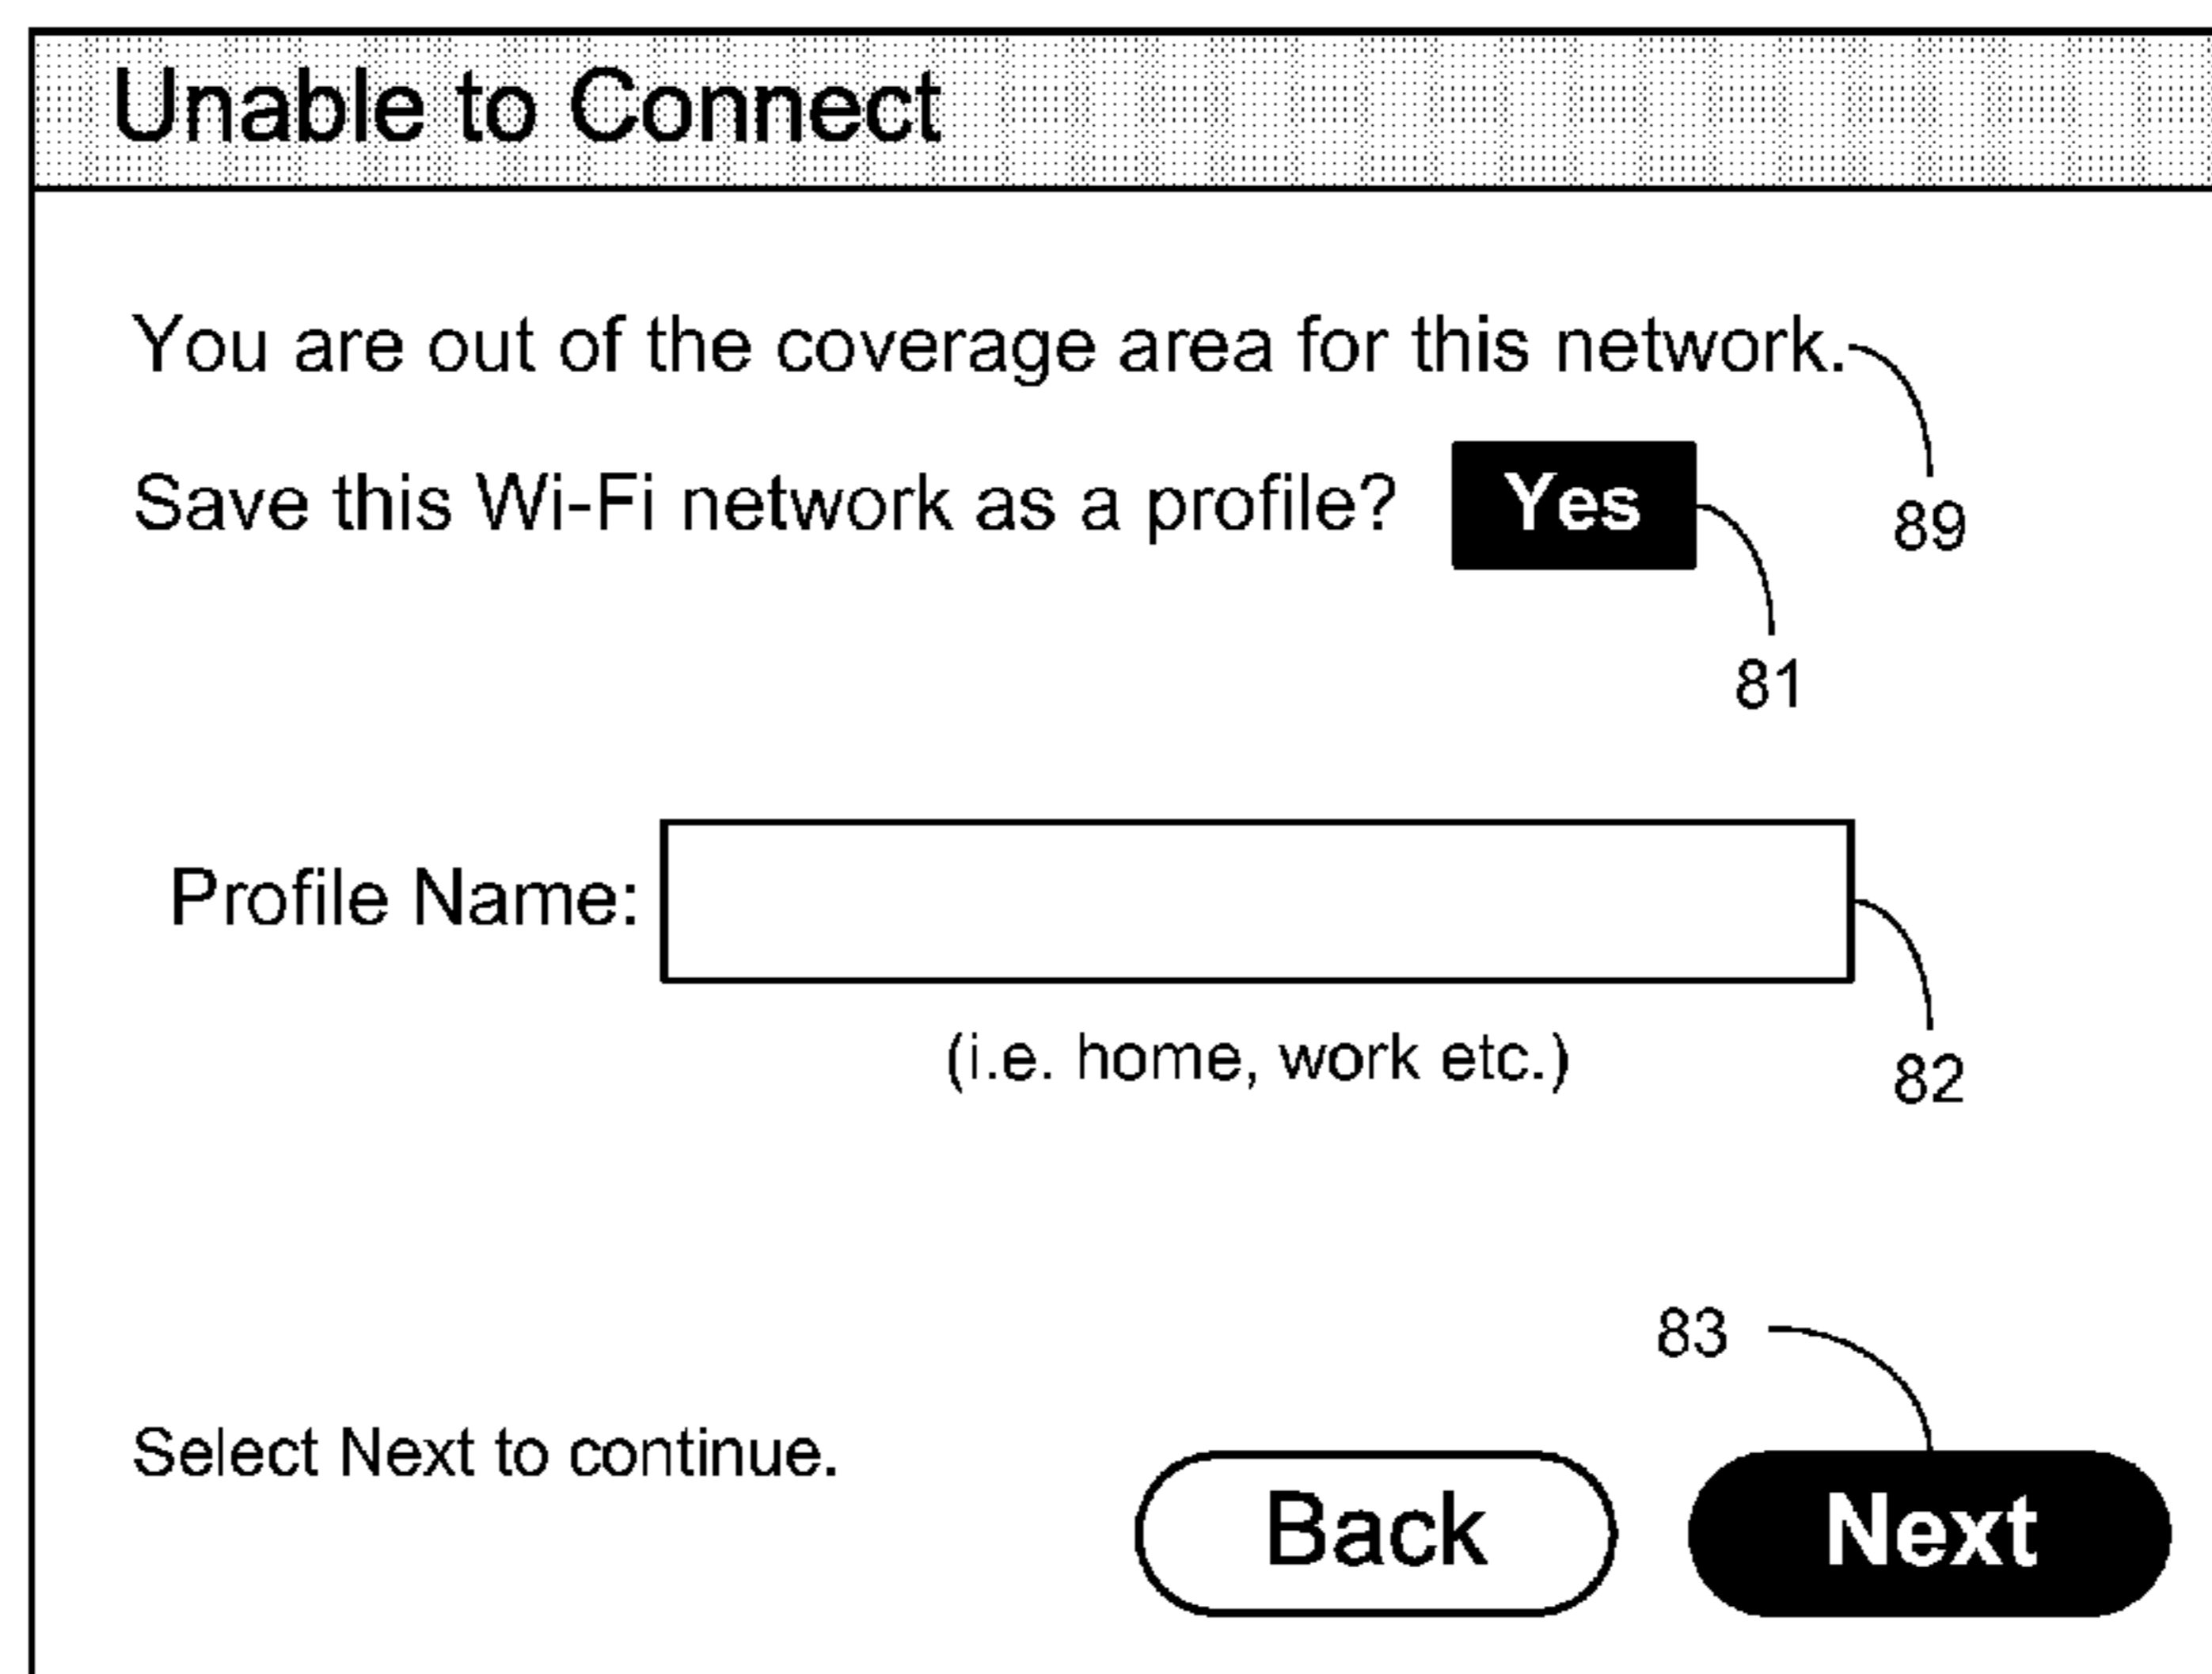 Unable to Connect
You are out of the coverage area for this network.
89
Save this Wi-Fi network as a profile? Yes
81
Profile Name:
82
(i.e. home, work etc.)
83
Select Next to continue.
Back Next